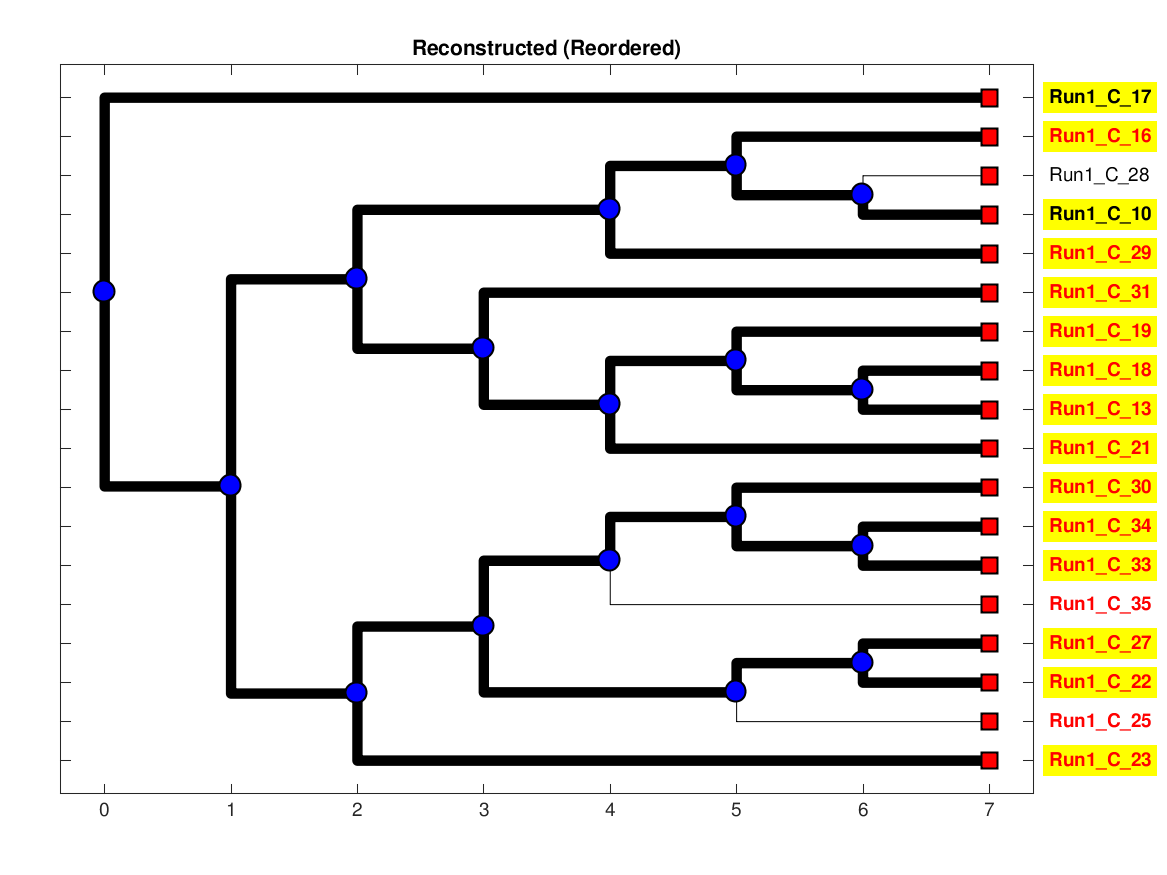 Reconstructed (Reordered)
Run1_C_17
Run1_C_16
Run1_C_28
Run1_C_10
Run1_C_29
Run1_C_31
Run1_C_19
Run1_C_18
Run1_C_13
Run1_C_21
Run1_C_30
Run1_C_34
Run1_C_33
Run1_C_35
Run1_C_27
Run1_C_22
Run1_C_25
Run1_C_23
0 1 2 3 4 5 6 7